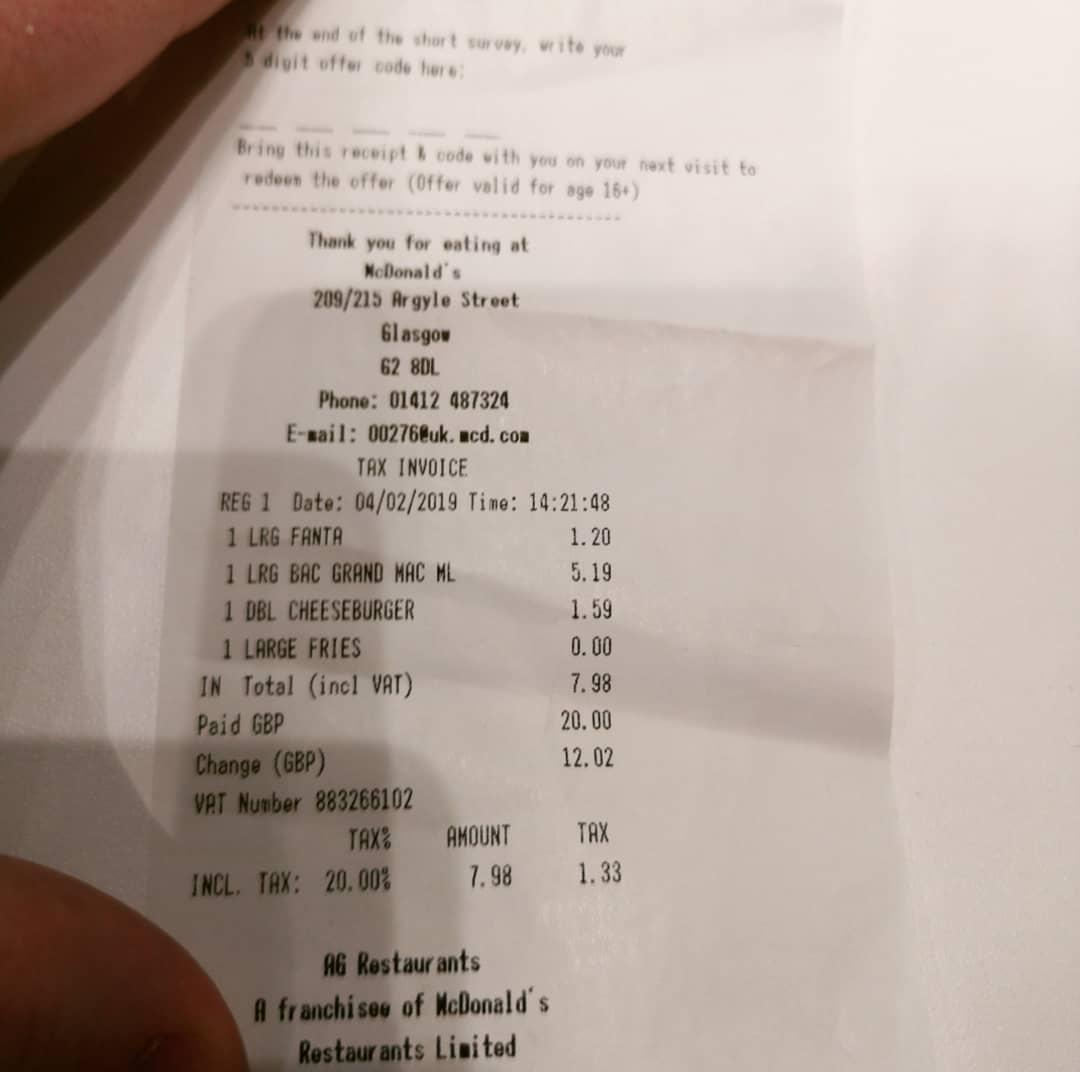 At the end of the short survey, write your
5 digit offer code here:
Bring this receipt & code with you on your next visit to
redeem the offer (Offer valid for age 16+)
Thank you for eating at
McDonald's
209/215 Argyle Street
Glasgow
G2 8DL
Phone: 01412 487324
E-mail: 00276@uk.mcd.com
TAX INVOICE
REG 1 Date: 04/02/2019 Time: 14:21:48
1 LRG FANTA 1.20
1 LRG BAC GRAND MAC ML 5.19
1 DBL CHEESEBURGER 1.59
1 LARGE FRIES 0.00
IN Total (incl VAT) 7.98
Paid GBP 20.00
Change (GBP) 12.02
VAT Number 883266102
TAX% AMOUNT TAX
INCL. TAX: 20.00% 7.98 1.33
AG Restaurants
A franchisee of McDonald's
Restaurants Limited